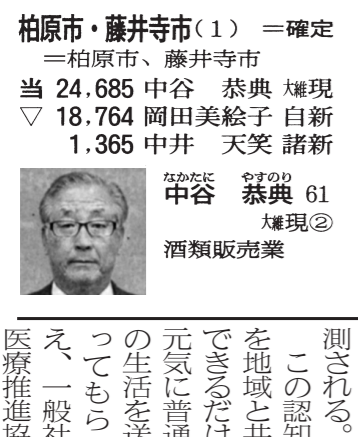 柏原市・藤井寺市(1) =確定
=柏原市、藤井寺市
当 24,685 中谷 恭典 大維現
▽ 18,764 岡田美絵子 自新
1,365 中井 天笑 諸新
なかたに やすのり
中谷 恭典 61
大維現②
酒類販売業
測される。
この認知
を地域と共
できるだけ
元気に普通
の生活を送
ってもら
え、一般社
医療推進協